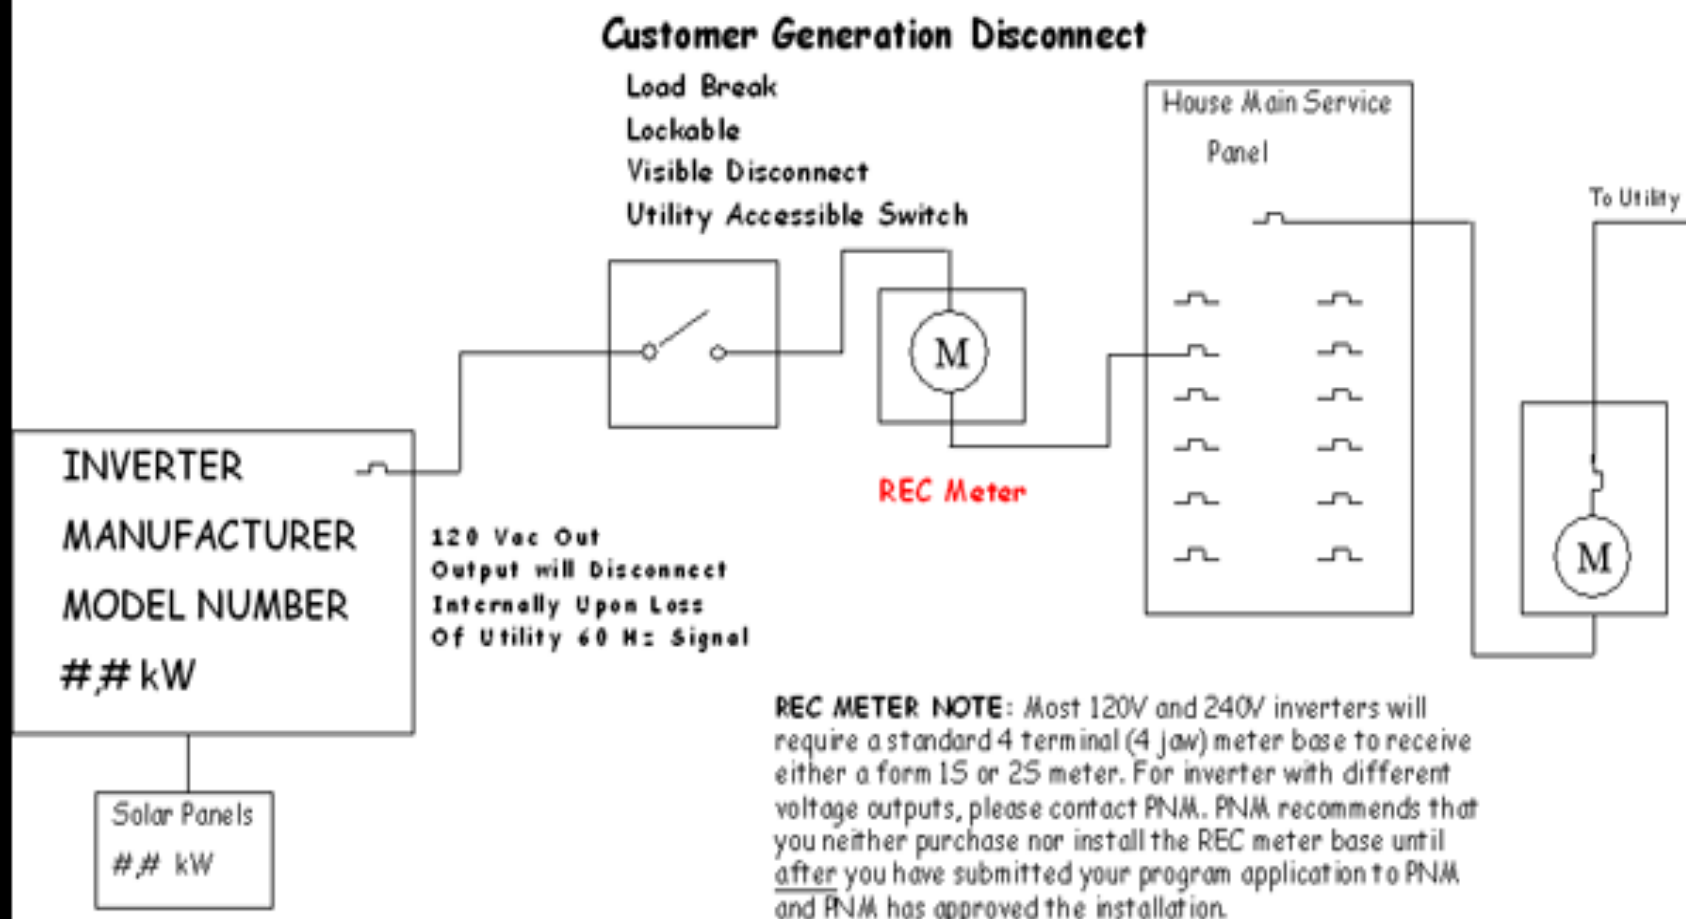 Customer Generation Disconnect
Load Break
Lockable
Visible Disconnect
Utility Accessible Switch
House Main Service
Panel
To Utility
M
REC Meter
M
INVERTER
MANUFACTURER
MODEL NUMBER
#,# kW
120 Vac Out
Output will Disconnect
Internally Upon Loss
Of Utility 60 Hz Signal
Solar Panels
#,# kW
REC METER NOTE: Most 120V and 240V inverters will
require a standard 4 terminal (4 jaw) meter base to receive
either a form 1S or 2S meter. For inverter with different
voltage outputs, please contact PNM. PNM recommends that
you neither purchase nor install the REC meter base until
after you have submitted your program application to PNM
and PNM has approved the installation.